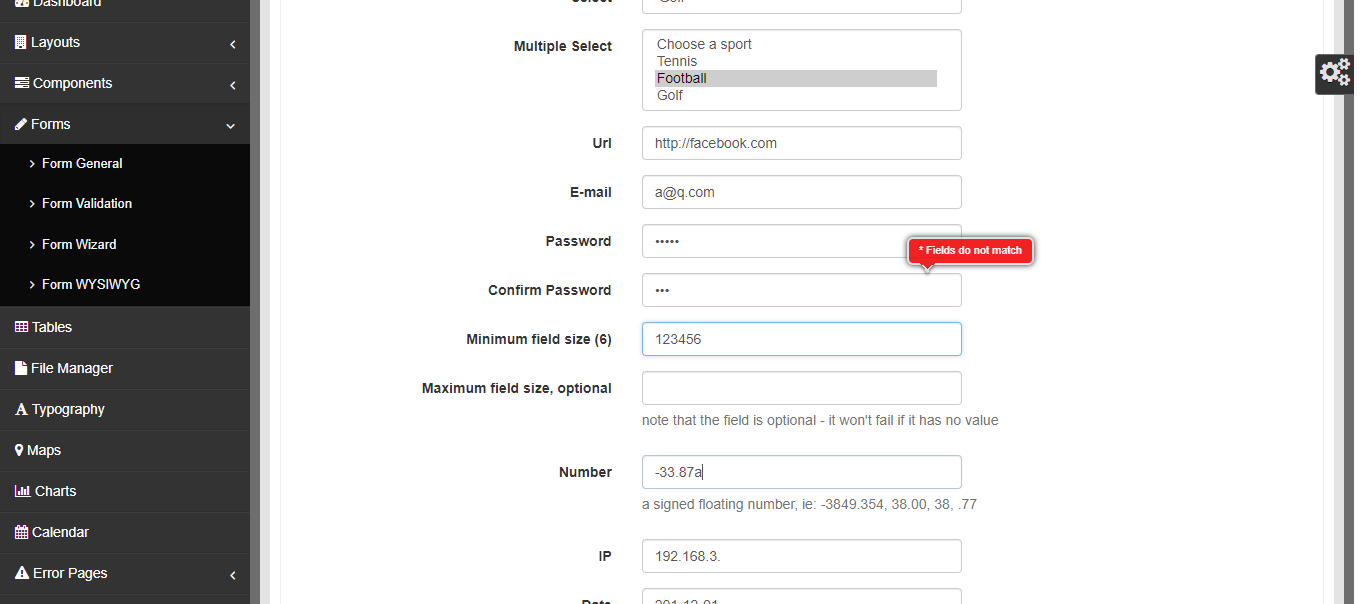 Dashboard
Layouts
Components
Forms
Form General
Form Validation
Form Wizard
Form WYSIWYG
Tables
File Manager
Typography
Maps
Charts
Calendar
Error Pages
Select
Golf
Multiple Select
Choose a sport
Tennis
Football
Golf
Url
http://facebook.com
E-mail
a@q.com
Password
•••••
* Fields do not match
Confirm Password
•••
Minimum field size (6)
123456
Maximum field size, optional
note that the field is optional - it won't fail if it has no value
Number
-33.87a
a signed floating number, ie: -3849.354, 38.00, 38, .77
IP
192.168.3.
Date
201-12-01